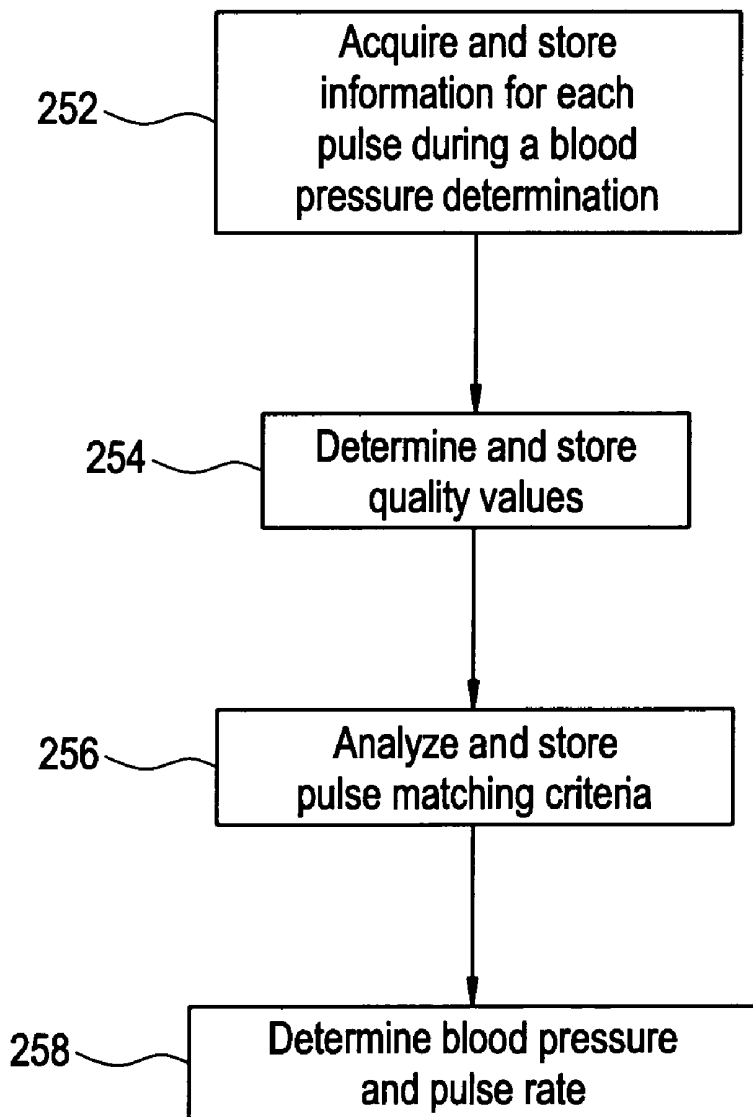 252
Acquire and store
information for each
pulse during a blood
pressure determination
254
Determine and store
quality values
256
Analyze and store
pulse matching criteria
258
Determine blood pressure
and pulse rate